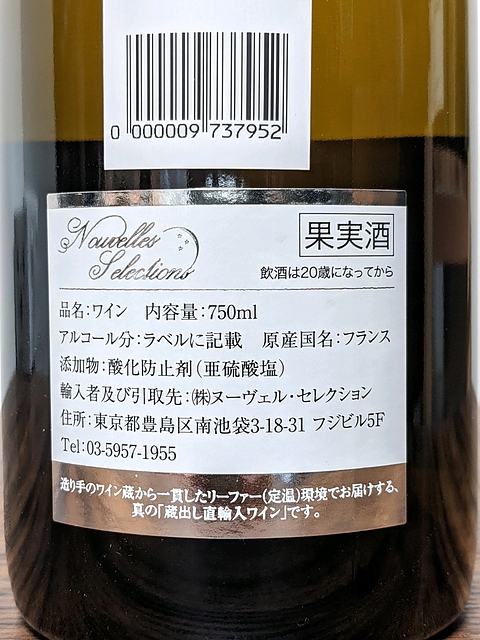 0 000009 737952
Nouvelles
Selections
果実酒
飲酒は20歳になってから
品名:ワイン 内容量:750ml
アルコール分:ラベルに記載 原産国名:フランス
添加物:酸化防止剤(亜硫酸塩)
輸入者及び引取先:㈱ヌーヴェル・セレクション
住所:東京都豊島区南池袋3-18-31 フジビル5F
Tel:03-5957-1955
造り手のワイン蔵から一貫したリーファー(定温)環境でお届けする、
真の「蔵出し直輸入ワイン」です。